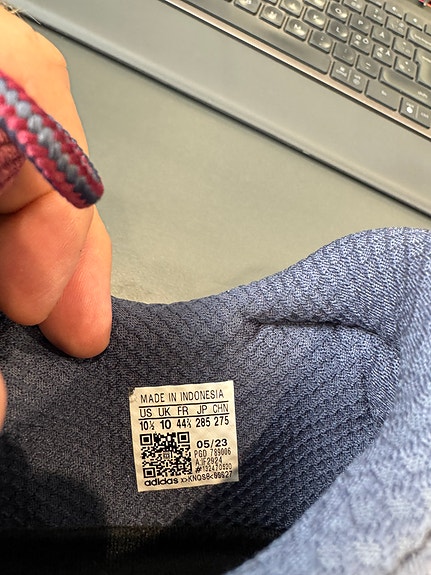 MADE IN INDONESIA
US UK FR JP CHN
10½ 10 44⅔ 285 275
05/23
PGD 789006
adidas